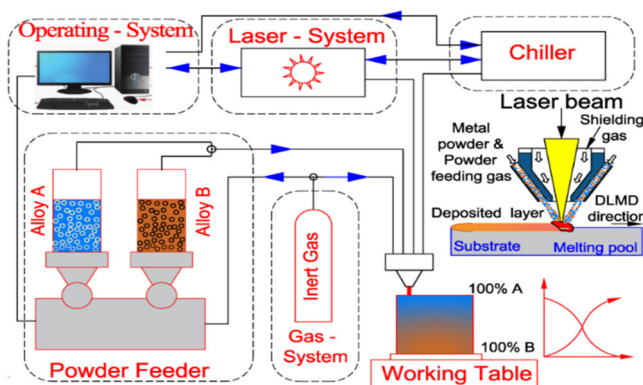 Operating - System
Laser - System
Chiller
Laser beam
Shielding
gas
Metal
powder &
Powder
feeding gas
DLMD
direction
Deposited layer
Substrate
Melting pool
Alloy A
Alloy B
Inert Gas
Gas -
System
Powder Feeder
100% A
100% B
Working Table